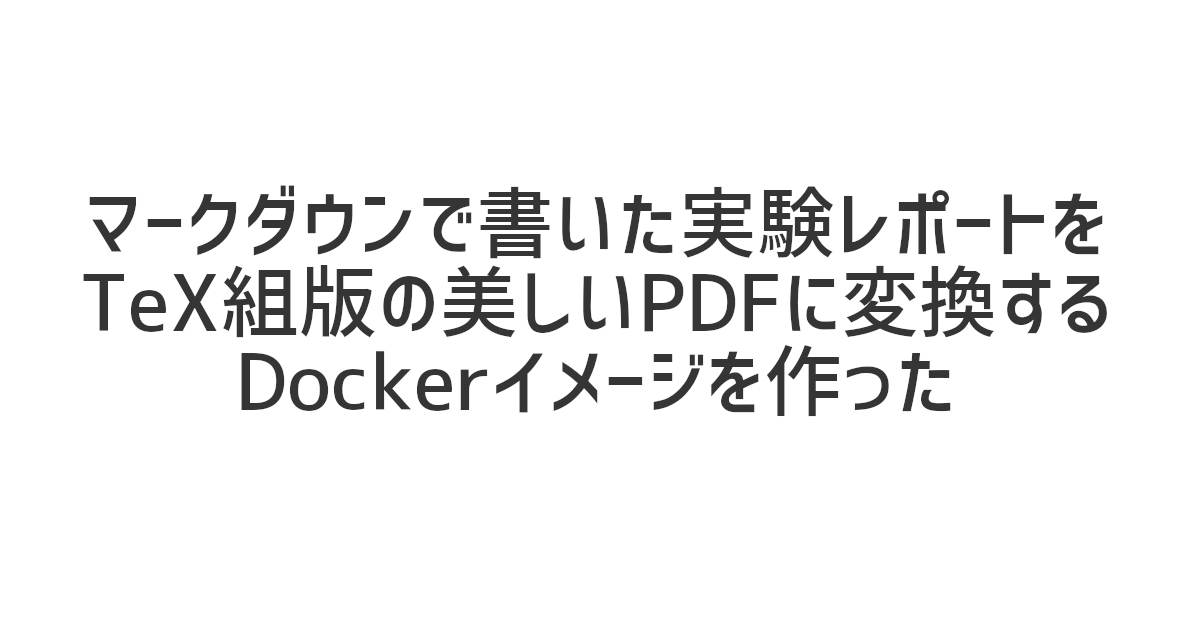 マークダウンで書いた実験レポートを
TeX組版の美しいPDFに変換する
Dockerイメージを作った